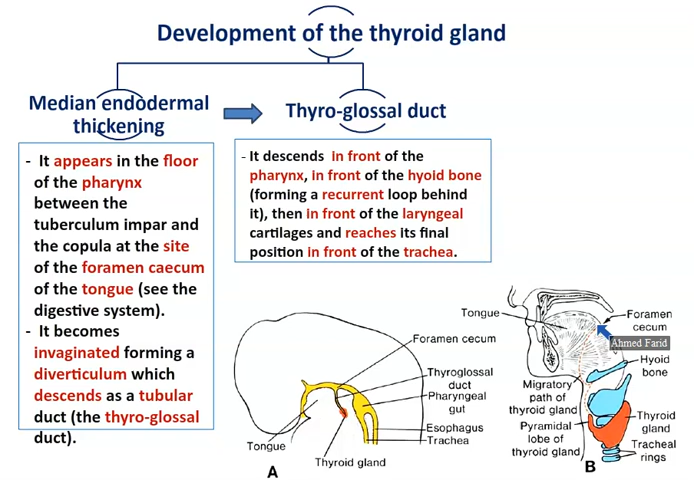 Development of the thyroid gland
Median endodermal
thickening
Thyro-glossal duct
- It appears in the floor
of the pharynx
between the
tuberculum impar and
the copula at the site
of the foramen caecum
of the tongue (see the
digestive system).
- It becomes
invaginated forming a
diverticulum which
descends as a tubular
duct (the thyro-glossal
duct).
- It descends in front of the
pharynx, in front of the hyoid bone
(forming a recurrent loop behind
it), then in front of the laryngeal
cartilages and reaches its final
position in front of the trachea.
Foramen cecum
Thyroglossal
duct
Pharyngeal
gut
Esophagus
Trachea
Tongue
Thyroid gland
A
Tongue
Foramen
cecum
Ahmed Farid
Hyoid
bone
Migratory
path of
thyroid gland
Pyramidal
lobe of
thyroid gland
Thyroid
gland
Tracheal
rings
B